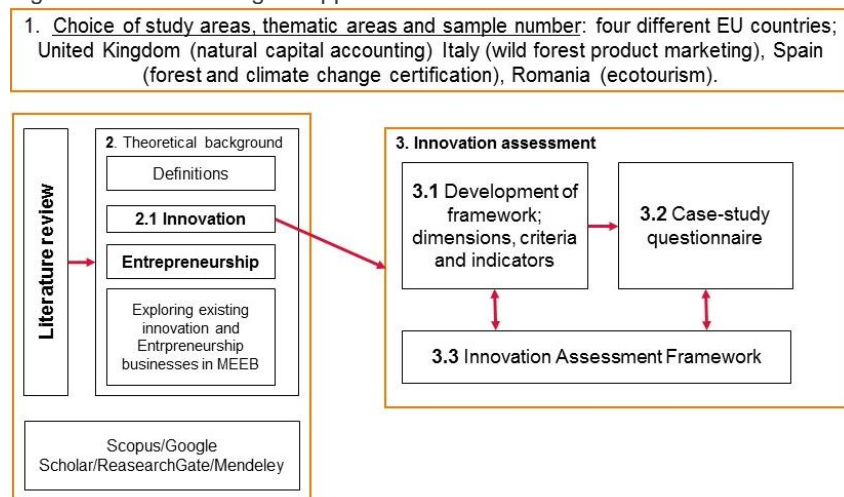 1. Choice of study areas, thematic areas and sample number: four different EU countries;
United Kingdom (natural capital accounting) Italy (wild forest product marketing), Spain
(forest and climate change certification), Romania (ecotourism).
Literature review
2. Theoretical background
Definitions
2.1 Innovation
Entrepreneurship
Exploring existing
innovation and
Entrpreneurship
businesses in MEEB
Scopus/Google
Scholar/ReasearchGate/Mendeley
3. Innovation assessment
3.1 Development of
framework;
dimensions, criteria
and indicators
3.2 Case-study
questionnaire
3.3 Innovation Assessment Framework